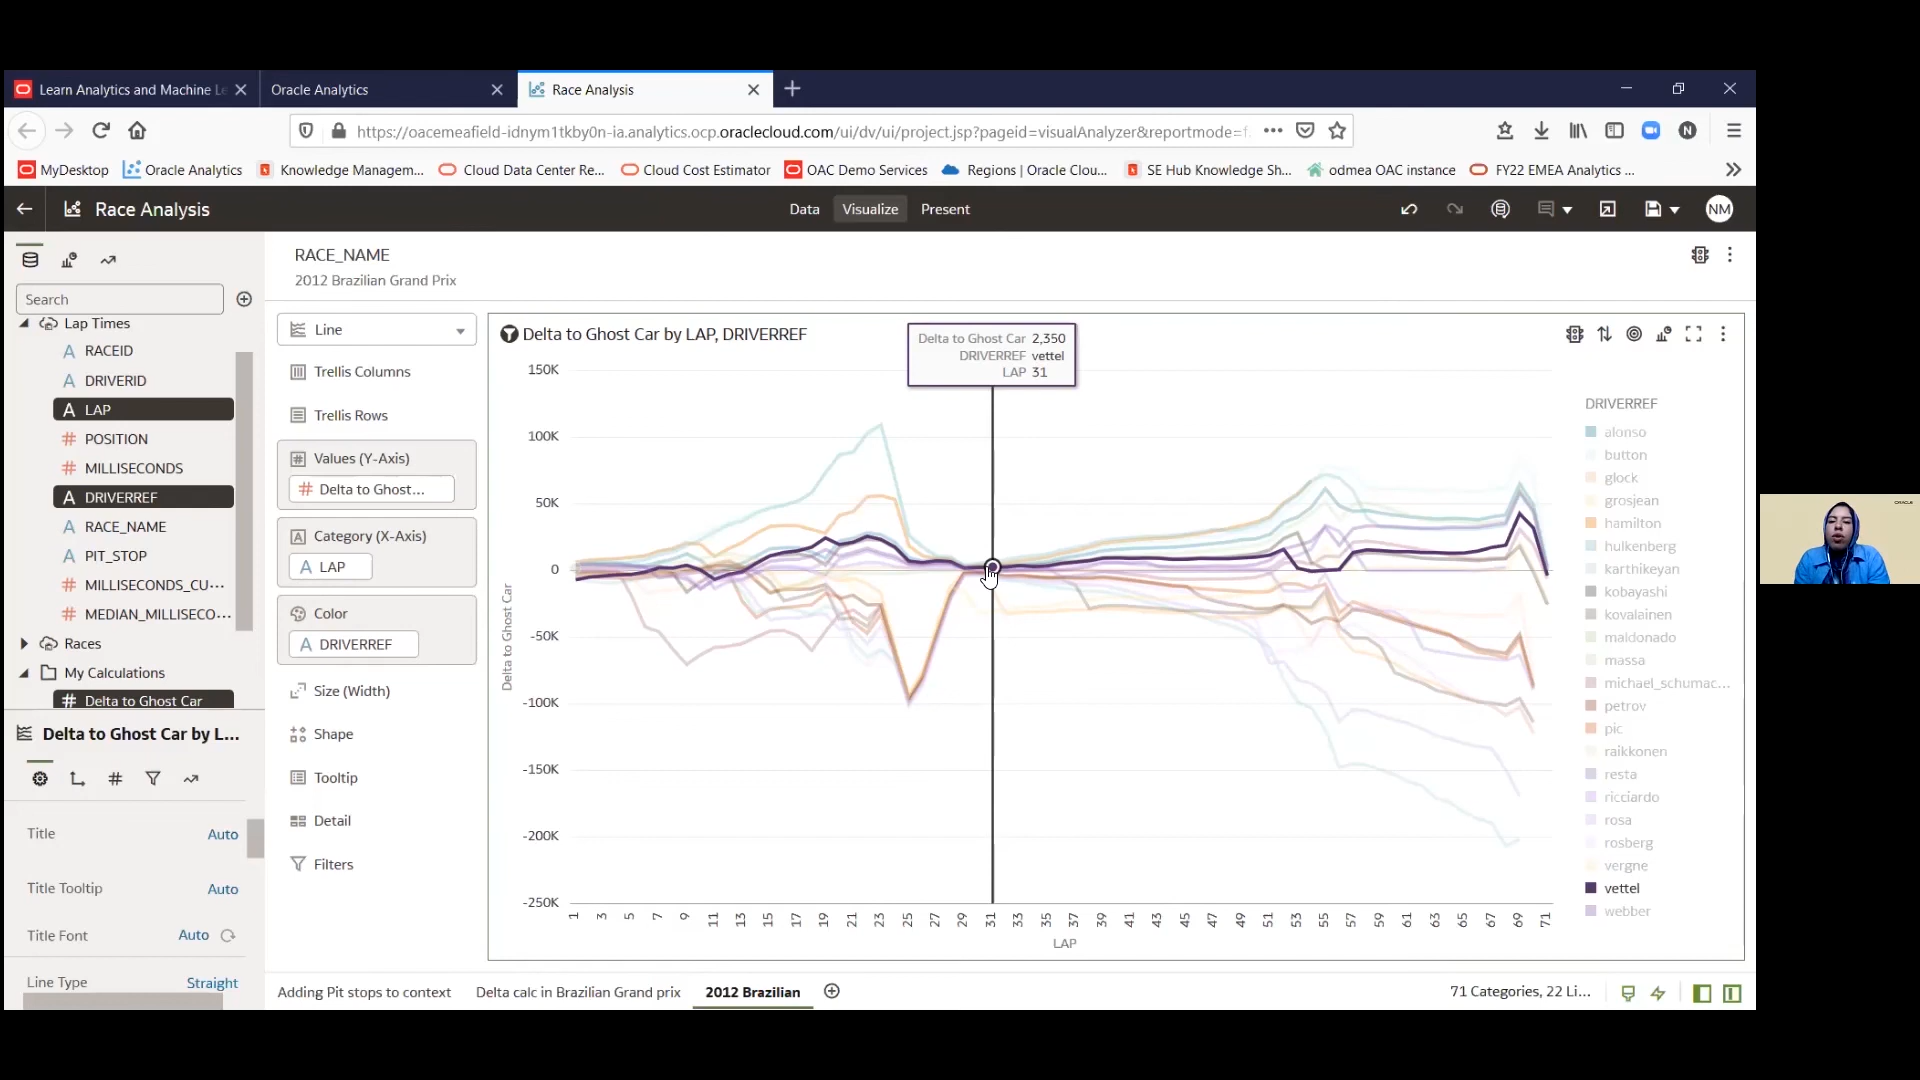 Learn Analytics and Machine Le
Oracle Analytics
Race Analysis
https://oacemeafield-idnym1tkby0n-ia.analytics.ocp.oraclecloud.com/ui/dv/ui/project.jsp?pageid=visualAnalyzer&reportmode=f
N
MyDesktop
Oracle Analytics
Knowledge Managem...
Cloud Data Center Re...
Cloud Cost Estimator
OAC Demo Services
Regions | Oracle Clou...
SE Hub Knowledge Sh...
odmea OAC instance
FY22 EMEA Analytics ...
Race Analysis
Data
Visualize
Present
NM
Search
Lap Times
A RACEID
A DRIVERID
A LAP
# POSITION
# MILLISECONDS
A DRIVERREF
A RACE_NAME
A PIT_STOP
# MILLISECONDS_CU...
# MEDIAN_MILLISECO...
Races
My Calculations
# Delta to Ghost Car
Delta to Ghost Car by L...
Title
Auto
Title Tooltip
Auto
Title Font
Auto
Line Type
Straight
RACE_NAME
2012 Brazilian Grand Prix
Line
Trellis Columns
Trellis Rows
Values (Y-Axis)
# Delta to Ghost...
Category (X-Axis)
A LAP
Color
A DRIVERREF
Size (Width)
Shape
Tooltip
Detail
Filters
Delta to Ghost Car by LAP, DRIVERREF
Delta to Ghost Car 2,350
DRIVERREF vettel
LAP 31
150K
100K
50K
0
-50K
-100K
-150K
-200K
-250K
Delta to Ghost Car
1 3 5 7 9 11 13 15 17 19 21 23 25 27 29 31 33 35 37 39 41 43 45 47 49 51 53 55 57 59 61 63 65 67 69 71
LAP
DRIVERREF
alonso
button
glock
grosjean
hamilton
hulkenberg
karthikeyan
kobayashi
kovalainen
maldonado
massa
michael_schumac...
petrov
pic
raikkonen
resta
ricciardo
rosa
rosberg
vergne
vettel
webber
Adding Pit stops to context
Delta calc in Brazilian Grand prix
2012 Brazilian
71 Categories, 22 Li...
ORACLE